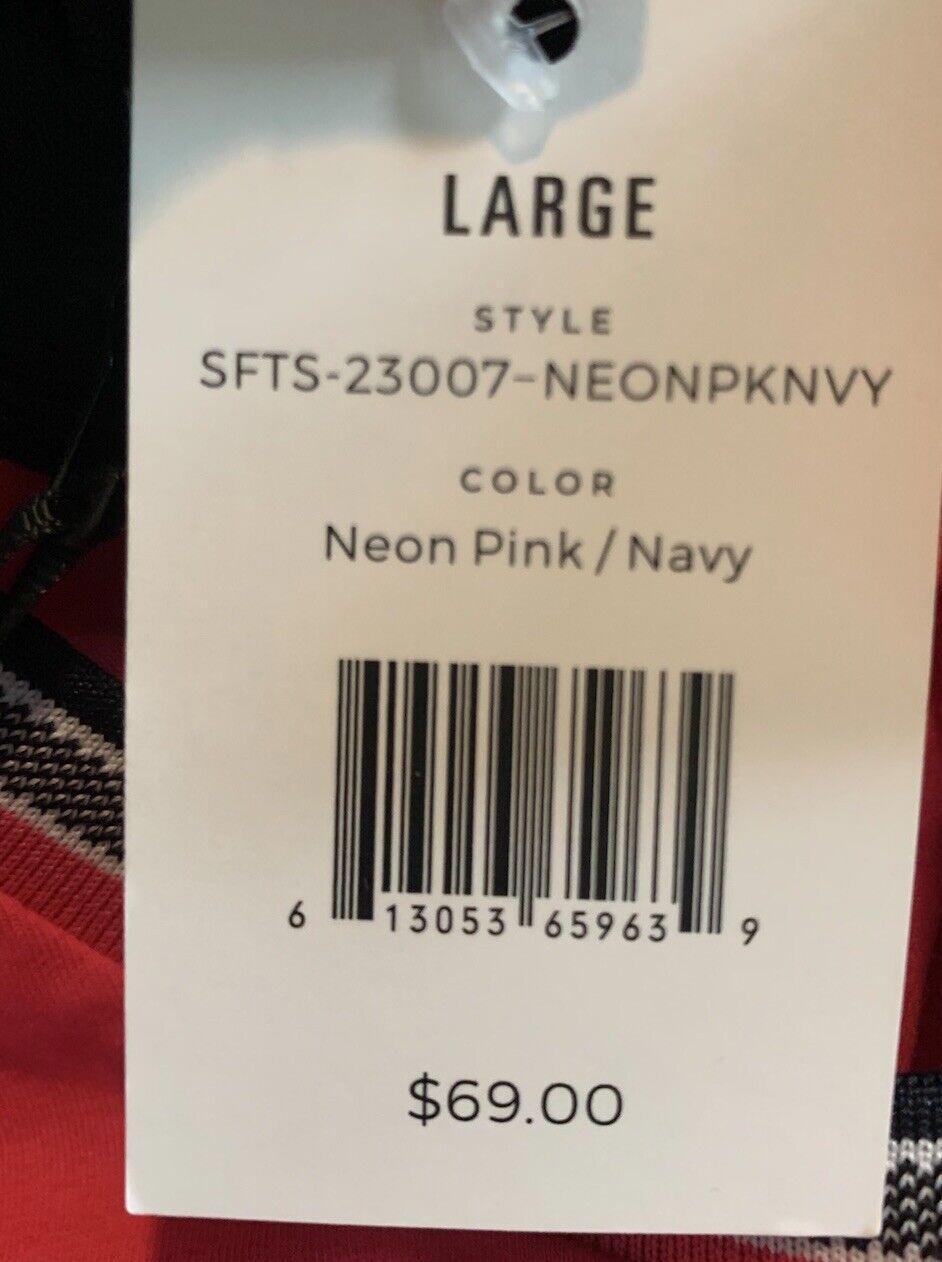 LARGE
STYLE
SFTS-23007-NEONPKNVY
COLOR
Neon Pink / Navy
6 13053 65963 9
$69.00